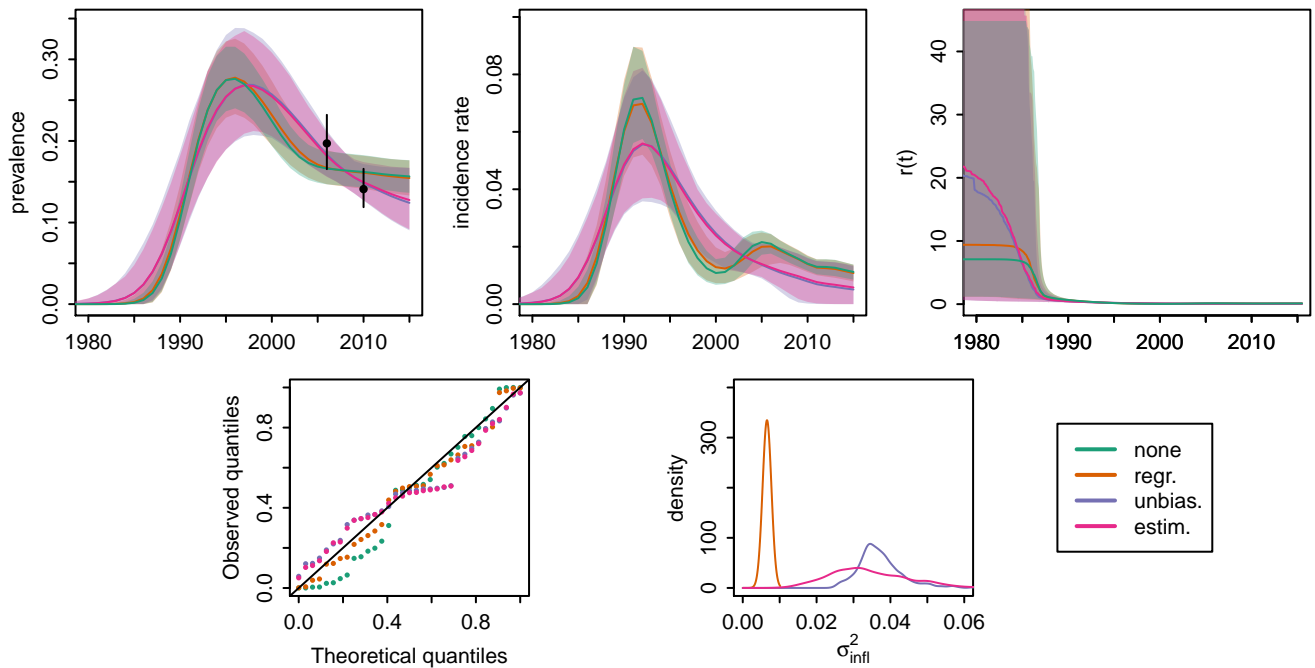 prevalence
0.00 0.10 0.20 0.30
1980 1990 2000 2010
incidence rate
0.00 0.04 0.08
1980 1990 2000 2010
r(t)
0 10 20 30 40
1980 1990 2000 2010
Observed quantiles
0.0 0.4 0.8
0.0 0.4 0.8
Theoretical quantiles
density
0 100 300
0.00 0.02 0.04 0.06
σ²infl
none
regr.
unbias.
estim.